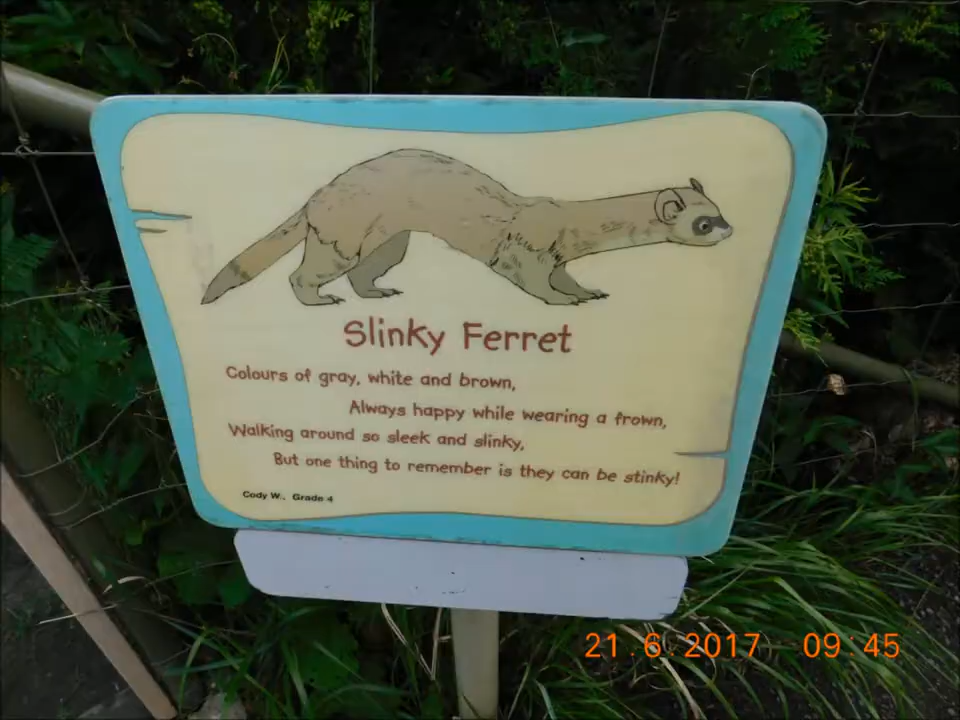 Slinky Ferret
Colours of gray, white and brown,
Always happy while wearing a frown,
Walking around so sleek and slinky,
But one thing to remember is they can be stinky!
Cody W.. Grade 4
21.6.2017 09:45